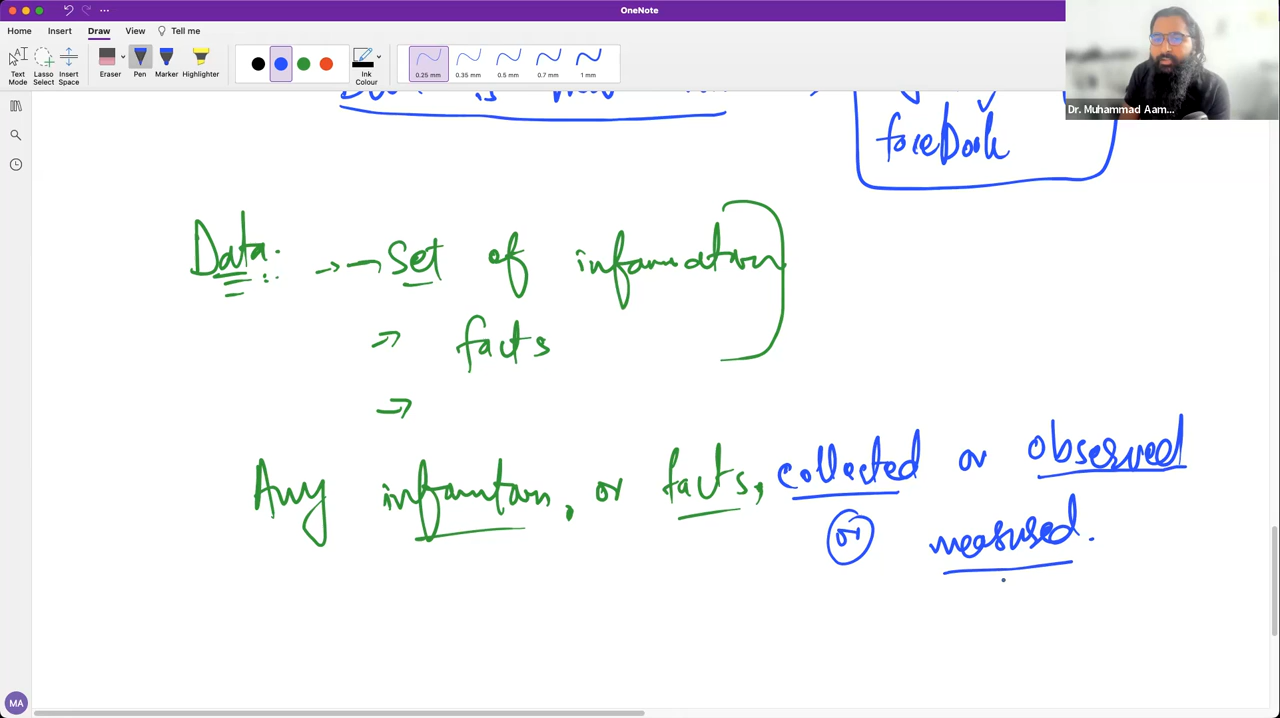 OneNote
Home Insert Draw View Tell me
Text Mode Lasso Select Insert Space Eraser Pen Marker Highlighter Ink Colour 0.25 mm 0.35 mm 0.5 mm 0.7 mm 1 mm
Dr. Muhammad Aam...
is
facebook
Data: →– Set of information
⇒ facts
⇒
Any information, or facts, collected or observed
or measured.
MA